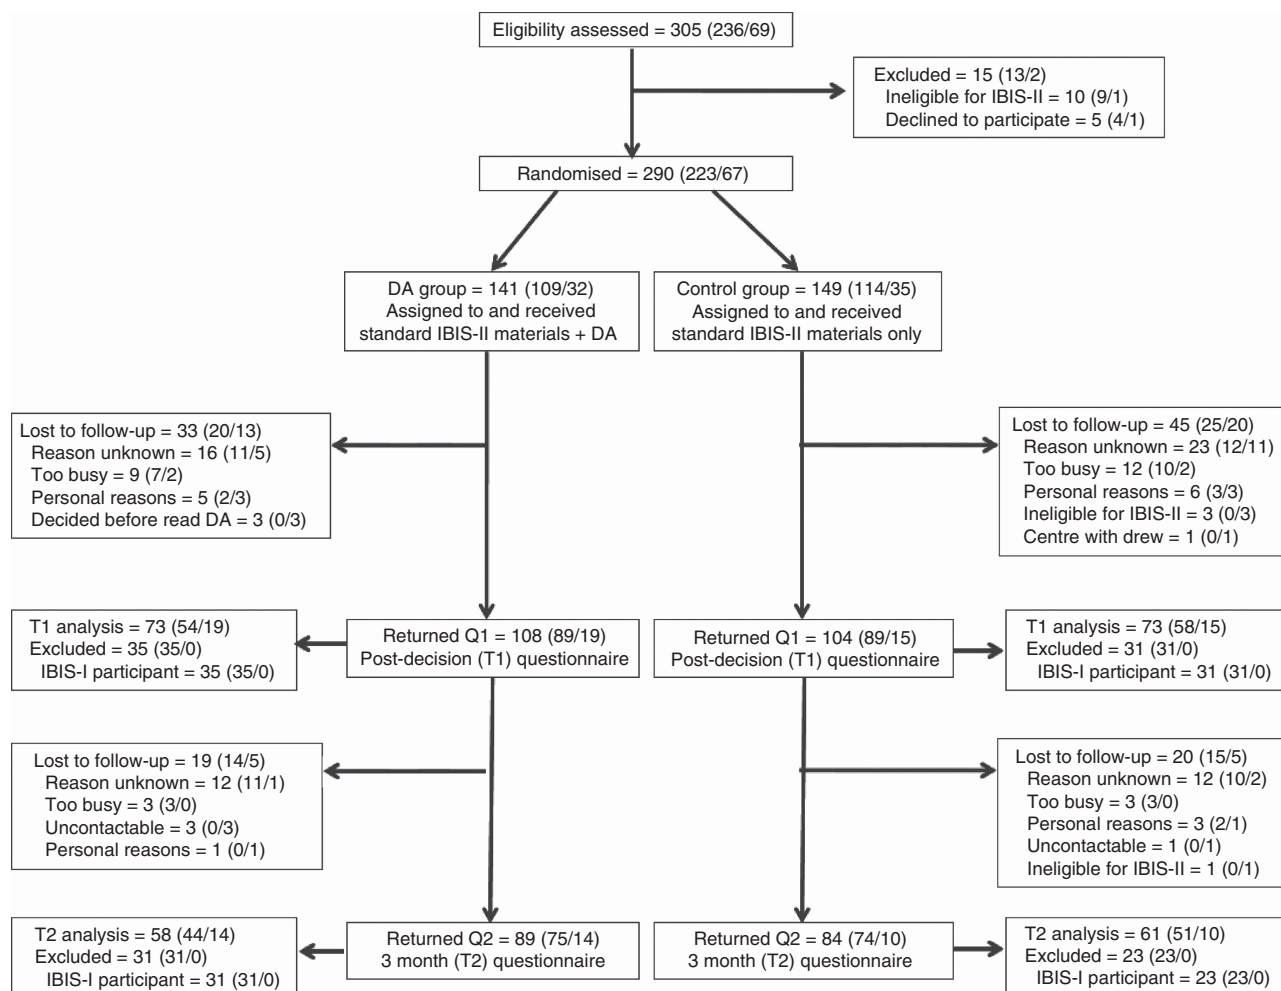 Eligibility assessed = 305 (236/69)
Excluded = 15 (13/2)
Ineligible for IBIS-II = 10 (9/1)
Declined to participate = 5 (4/1)
Randomised = 290 (223/67)
DA group = 141 (109/32)
Assigned to and received
standard IBIS-II materials + DA
Control group = 149 (114/35)
Assigned to and received
standard IBIS-II materials only
Lost to follow-up = 33 (20/13)
Reason unknown = 16 (11/5)
Too busy = 9 (7/2)
Personal reasons = 5 (2/3)
Decided before read DA = 3 (0/3)
Lost to follow-up = 45 (25/20)
Reason unknown = 23 (12/11)
Too busy = 12 (10/2)
Personal reasons = 6 (3/3)
Ineligible for IBIS-II = 3 (0/3)
Centre with drew = 1 (0/1)
T1 analysis = 73 (54/19)
Excluded = 35 (35/0)
IBIS-I participant = 35 (35/0)
Returned Q1 = 108 (89/19)
Post-decision (T1) questionnaire
Returned Q1 = 104 (89/15)
Post-decision (T1) questionnaire
T1 analysis = 73 (58/15)
Excluded = 31 (31/0)
IBIS-I participant = 31 (31/0)
Lost to follow-up = 19 (14/5)
Reason unknown = 12 (11/1)
Too busy = 3 (3/0)
Uncontactable = 3 (0/3)
Personal reasons = 1 (0/1)
Lost to follow-up = 20 (15/5)
Reason unknown = 12 (10/2)
Too busy = 3 (3/0)
Personal reasons = 3 (2/1)
Uncontactable = 1 (0/1)
Ineligible for IBIS-II = 1 (0/1)
T2 analysis = 58 (44/14)
Excluded = 31 (31/0)
IBIS-I participant = 31 (31/0)
Returned Q2 = 89 (75/14)
3 month (T2) questionnaire
Returned Q2 = 84 (74/10)
3 month (T2) questionnaire
T2 analysis = 61 (51/10)
Excluded = 23 (23/0)
IBIS-I participant = 23 (23/0)